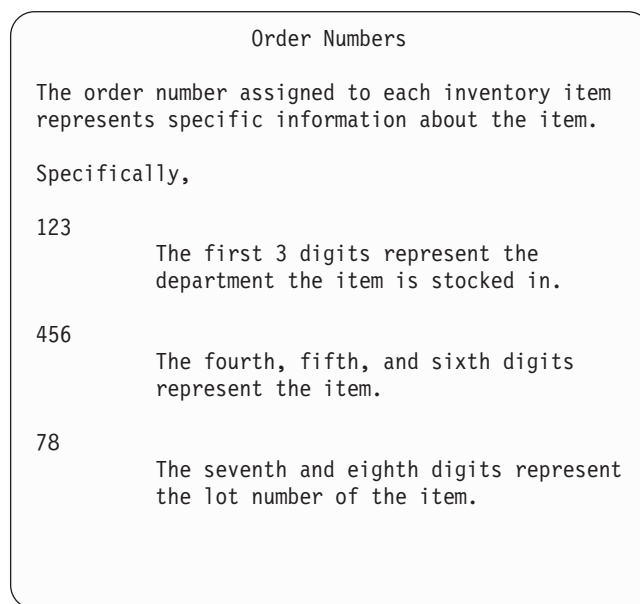 Order Numbers
The order number assigned to each inventory item
represents specific information about the item.
Specifically,
123
The first 3 digits represent the
department the item is stocked in.
456
The fourth, fifth, and sixth digits
represent the item.
78
The seventh and eighth digits represent
the lot number of the item.